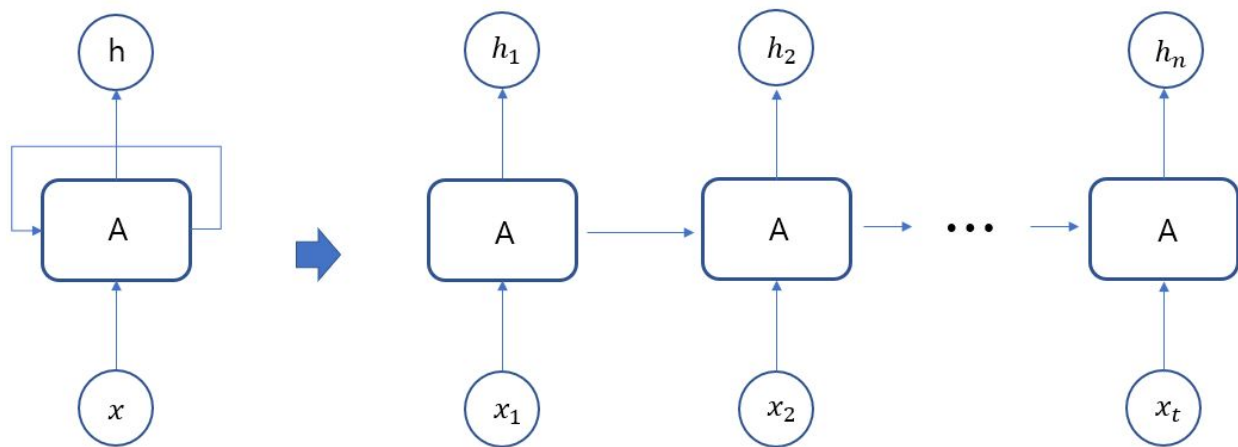 h h₁ h₂ hₙ
A A A ••• A
x x₁ x₂ xₜ